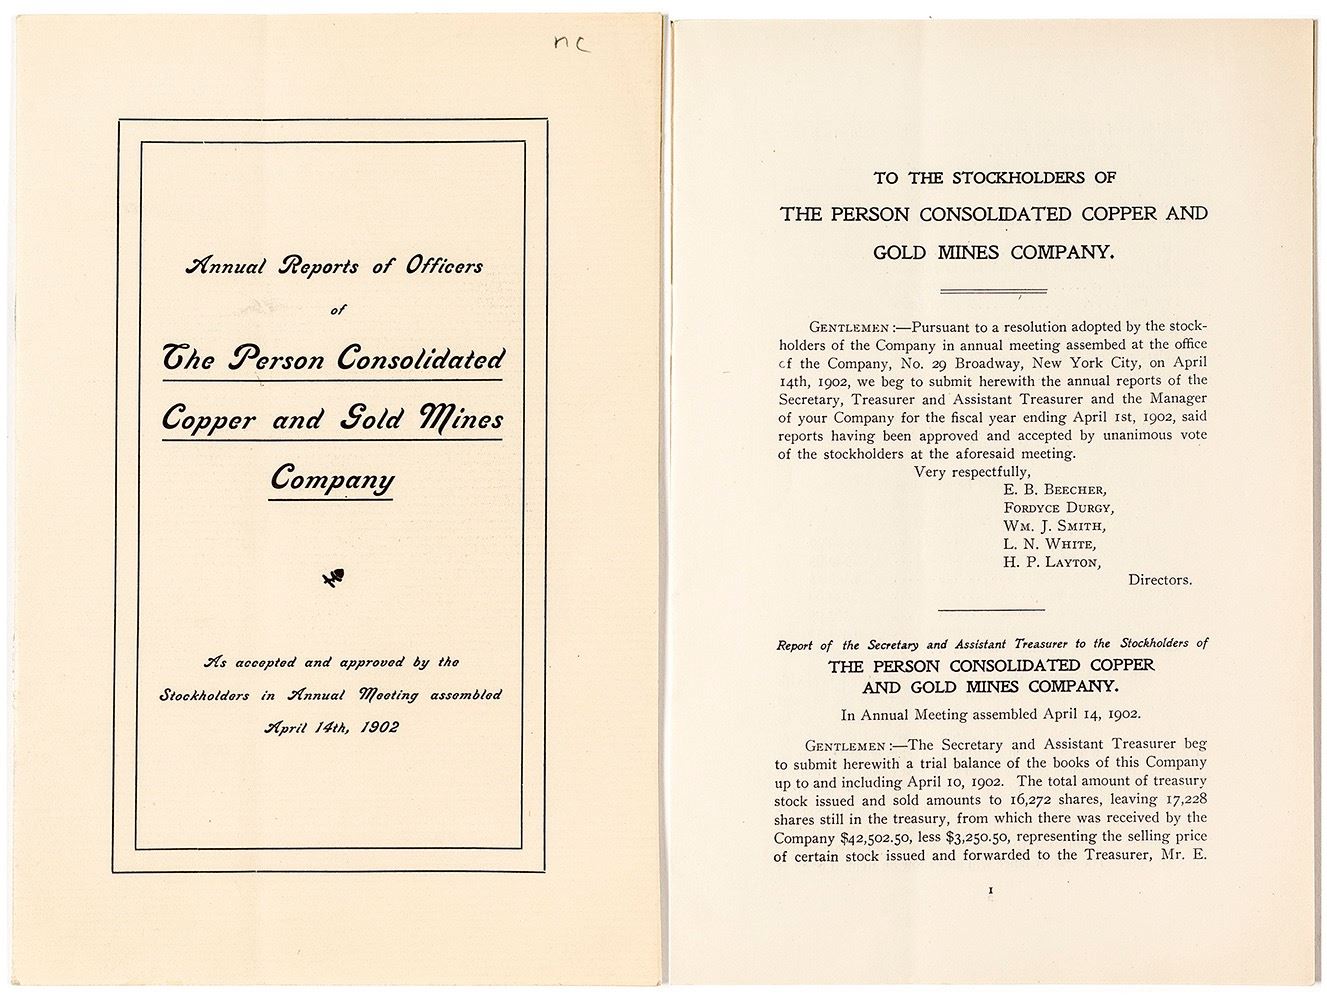 nc
Annual Reports of Officers
of
The Person Consolidated
Copper and Gold Mines
Company
As accepted and approved by the
Stockholders in Annual Meeting assembled
April 14th, 1902
TO THE STOCKHOLDERS OF
THE PERSON CONSOLIDATED COPPER AND
GOLD MINES COMPANY.
GENTLEMEN:—Pursuant to a resolution adopted by the stock-
holders of the Company in annual meeting assembed at the office
of the Company, No. 29 Broadway, New York City, on April
14th, 1902, we beg to submit herewith the annual reports of the
Secretary, Treasurer and Assistant Treasurer and the Manager
of your Company for the fiscal year ending April 1st, 1902, said
reports having been approved and accepted by unanimous vote
of the stockholders at the aforesaid meeting.
Very respectfully,
E. B. BEECHER,
FORDYCE DURGY,
WM. J. SMITH,
L. N. WHITE,
H. P. LAYTON,
Directors.
Report of the Secretary and Assistant Treasurer to the Stockholders of
THE PERSON CONSOLIDATED COPPER
AND GOLD MINES COMPANY.
In Annual Meeting assembled April 14, 1902.
GENTLEMEN:—The Secretary and Assistant Treasurer beg
to submit herewith a trial balance of the books of this Company
up to and including April 10, 1902. The total amount of treasury
stock issued and sold amounts to 16,272 shares, leaving 17,228
shares still in the treasury, from which there was received by the
Company $42,502.50, less $3,250.50, representing the selling price
of certain stock issued and forwarded to the Treasurer, Mr. E.
1